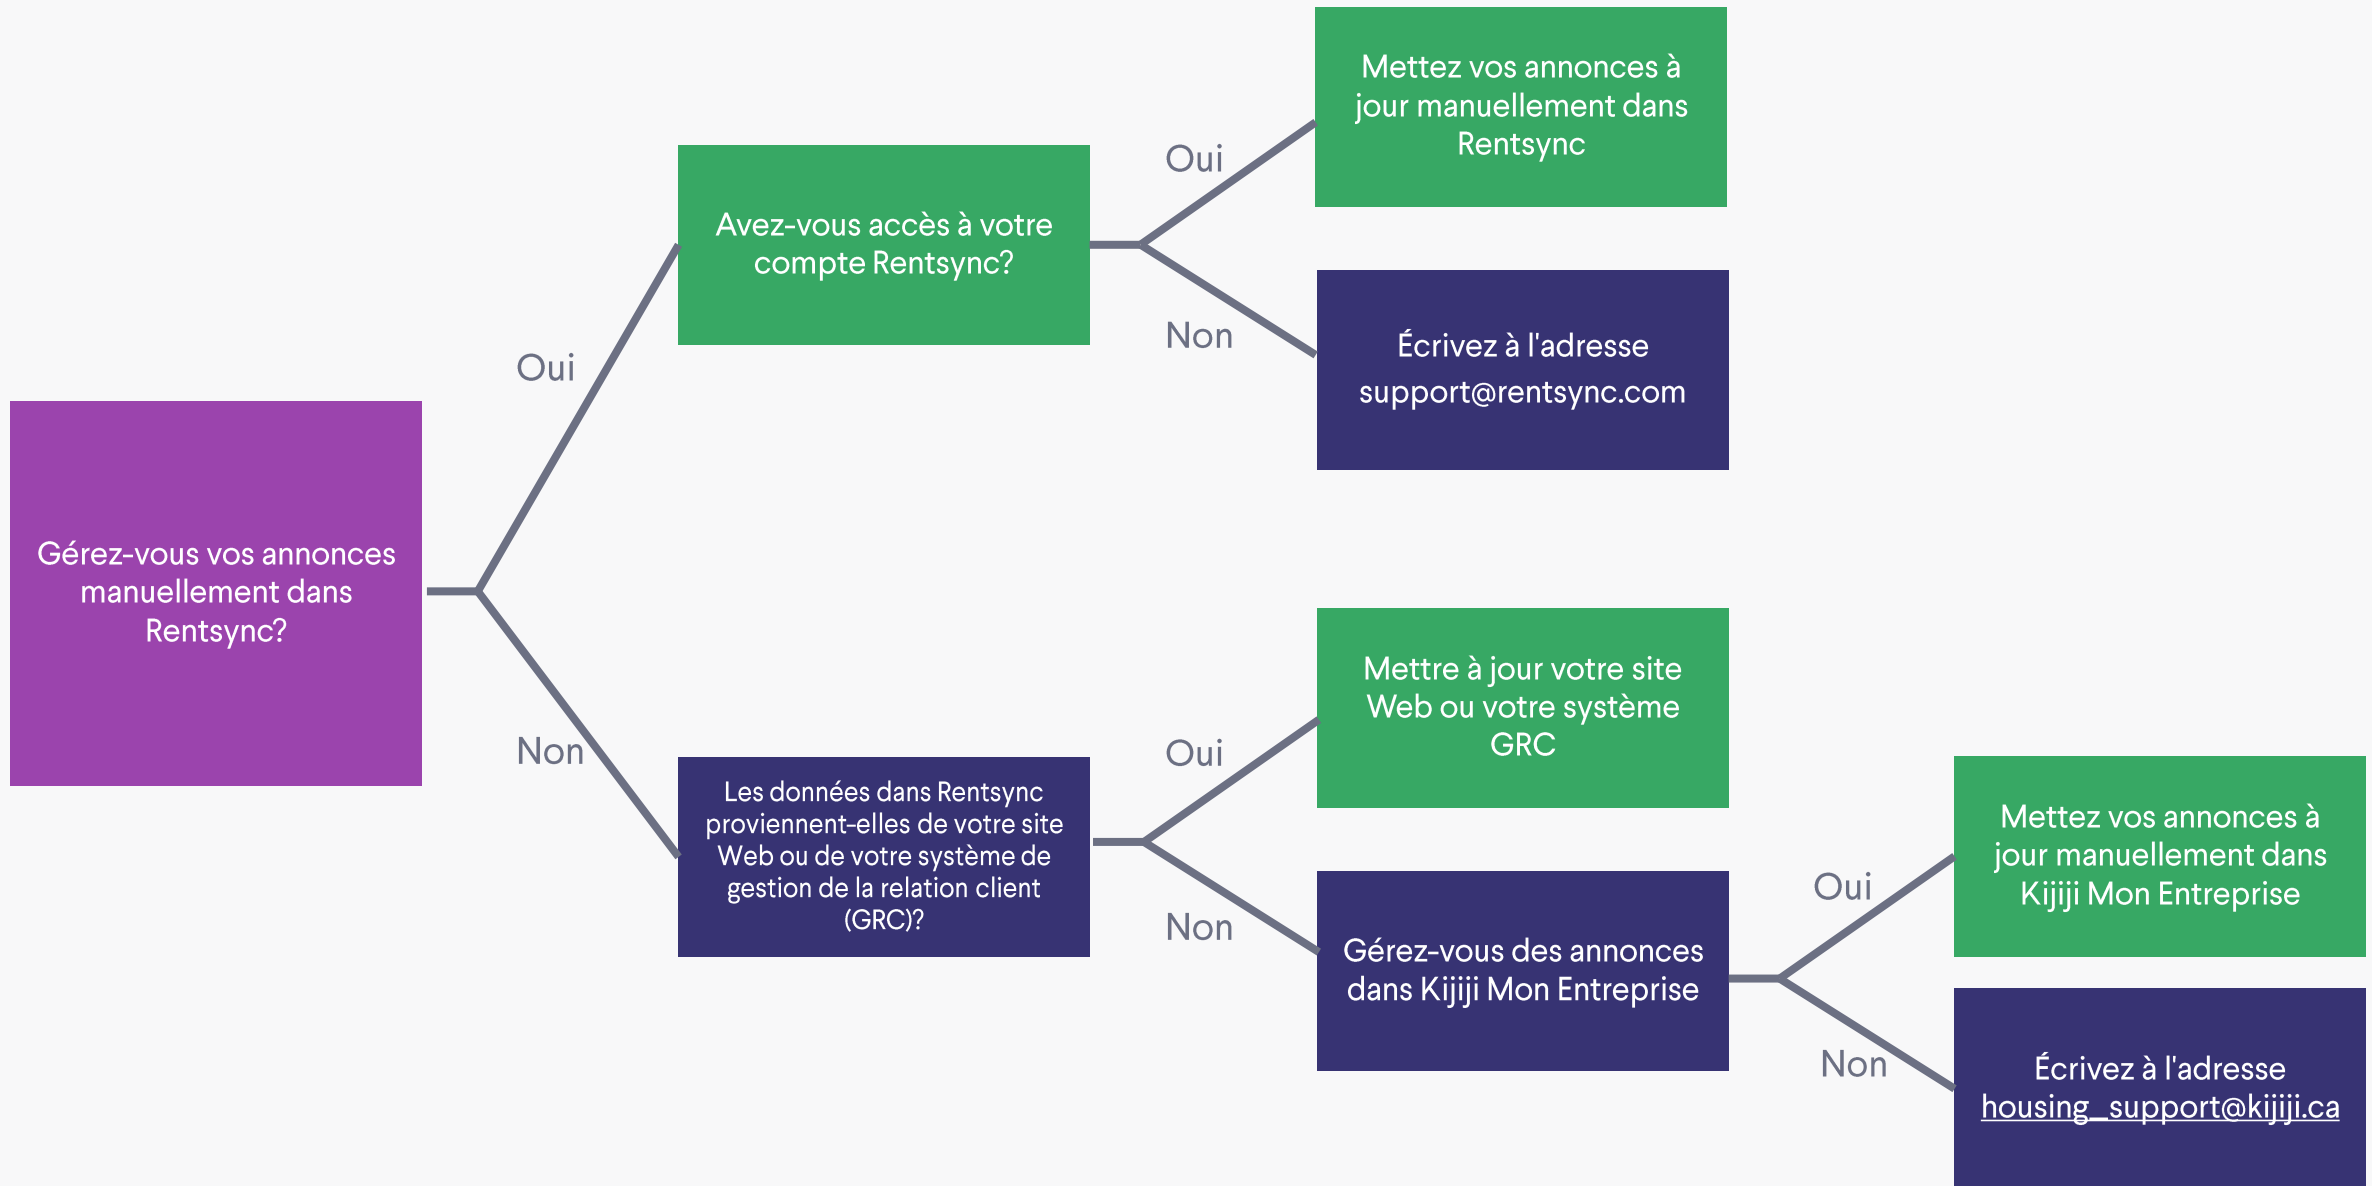 Gérez-vous vos annonces
manuellement dans
Rentsync?
Oui
Avez-vous accès à votre
compte Rentsync?
Oui
Mettez vos annonces à
jour manuellement dans
Rentsync
Non
Écrivez à l'adresse
support@rentsync.com
Non
Les données dans Rentsync
proviennent-elles de votre site
Web ou de votre système de
gestion de la relation client
(GRC)?
Oui
Mettre à jour votre site
Web ou votre système
GRC
Non
Gérez-vous des annonces
dans Kijiji Mon Entreprise
Oui
Mettez vos annonces à
jour manuellement dans
Kijiji Mon Entreprise
Non
Écrivez à l'adresse
housing_support@kijiji.ca